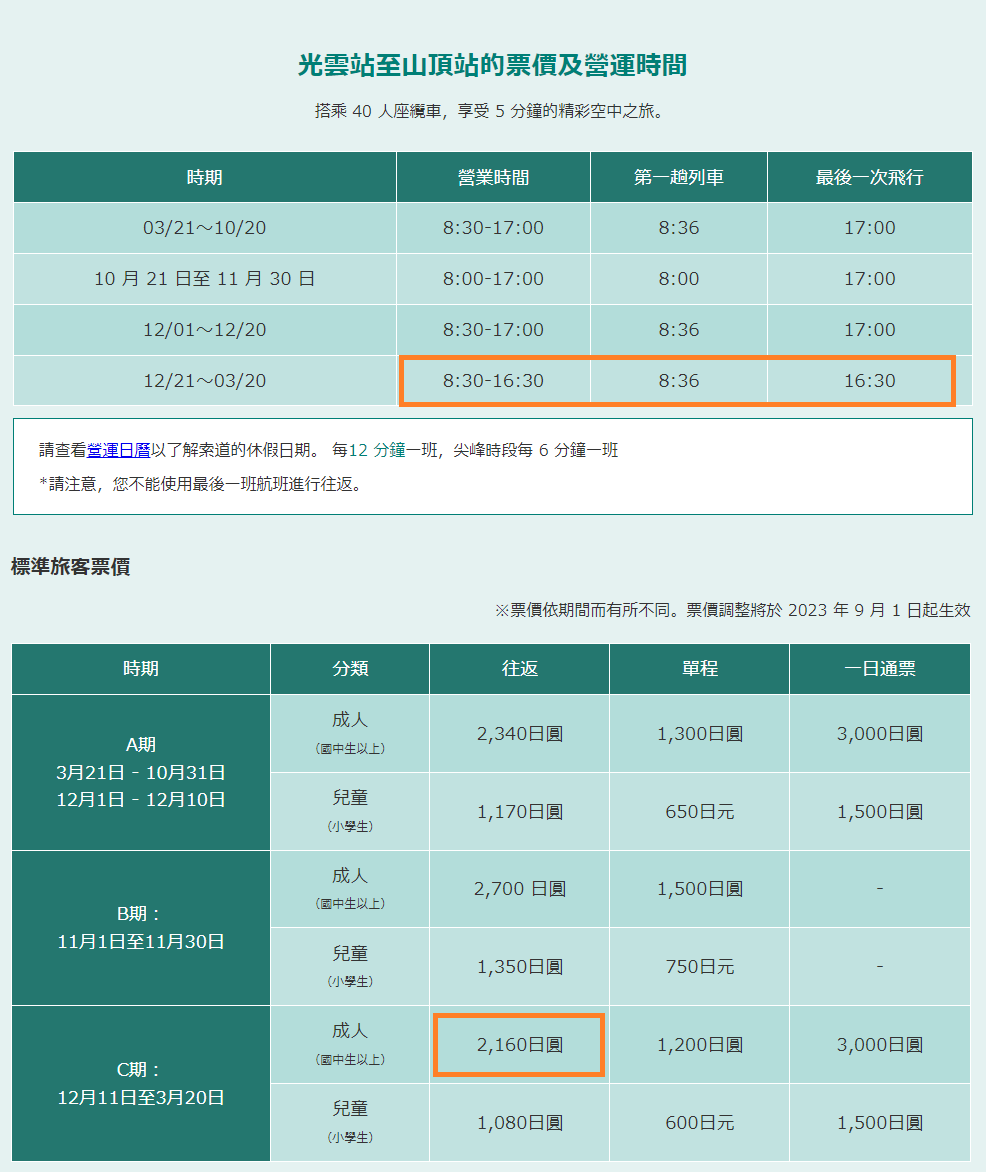 光雲站至山頂站的票價及營運時間
搭乘 40 人座纜車，享受 5 分鐘的精彩空中之旅。
時期 營業時間 第一趟列車 最後一次飛行
03/21～10/20 8:30-17:00 8:36 17:00
10 月 21 日至 11 月 30 日 8:00-17:00 8:00 17:00
12/01～12/20 8:30-17:00 8:36 17:00
12/21～03/20 8:30-16:30 8:36 16:30
請查看營運日曆以了解索道的休假日期。 每12 分鐘一班，尖峰時段每 6 分鐘一班
*請注意，您不能使用最後一班航班進行往返。
標準旅客票價
※票價依期間而有所不同。票價調整將於 2023 年 9 月 1 日起生效
時期 分類 往返 單程 一日通票
A期
3月21日 - 10月31日
12月1日 - 12月10日
成人
（國中生以上）
2,340日圓 1,300日圓 3,000日圓
兒童
（小學生）
1,170日圓 650日元 1,500日圓
B期：
11月1日至11月30日
成人
（國中生以上）
2,700 日圓 1,500日圓 -
兒童
（小學生）
1,350日圓 750日元 -
C期：
12月11日至3月20日
成人
（國中生以上）
2,160日圓 1,200日圓 3,000日圓
兒童
（小學生）
1,080日圓 600日元 1,500日圓